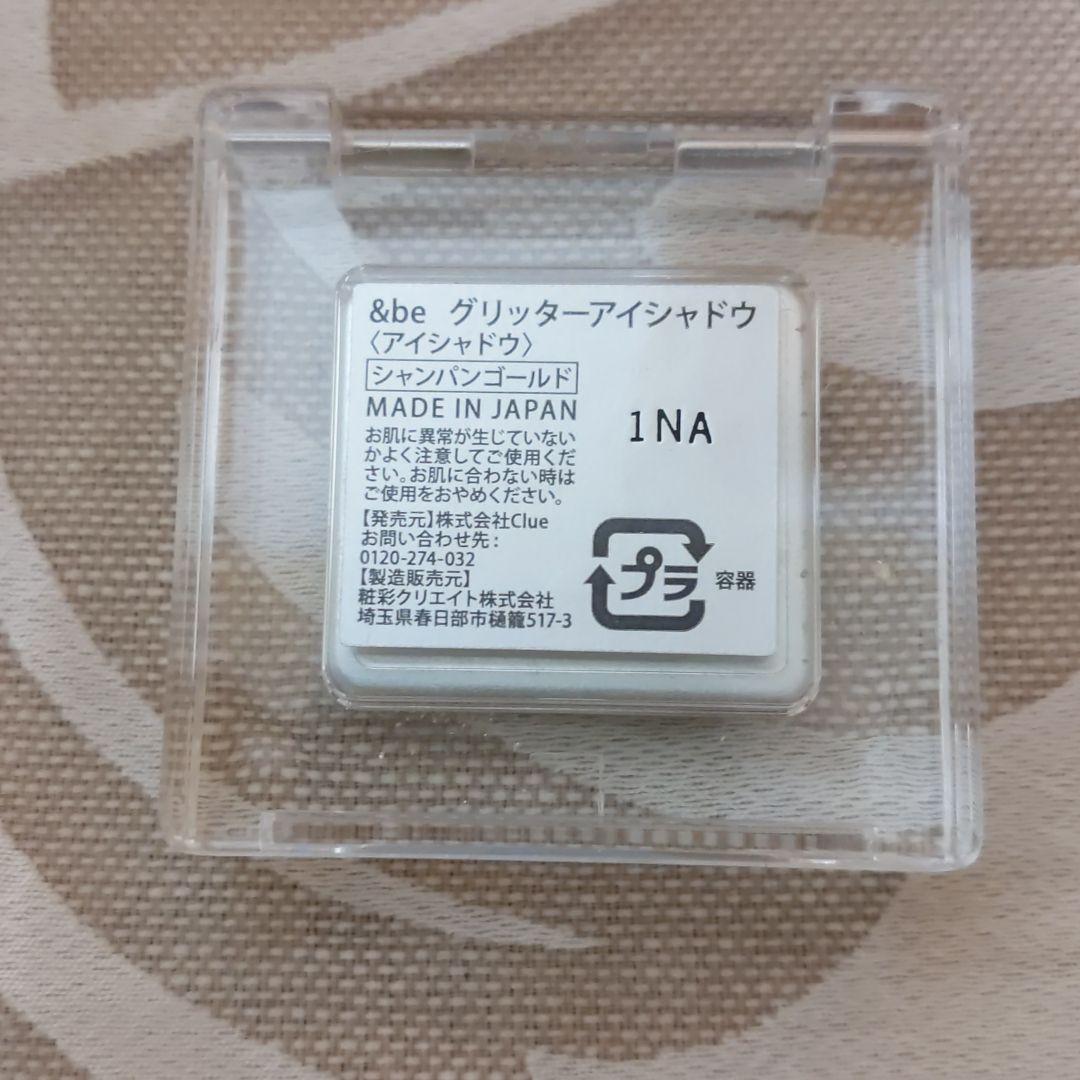 &be グリッターアイシャドウ
〈アイシャドウ〉
シャンパンゴールド
MADE IN JAPAN
お肌に異常が生じていない
かよく注意してご使用くだ
さい。お肌に合わない時は
ご使用をおやめください。
【発売元】株式会社Clue
お問い合わせ先:
0120-274-032
【製造販売元】
粧彩クリエイト株式会社
埼玉県春日部市樋籠517-3
1NA
プラ 容器